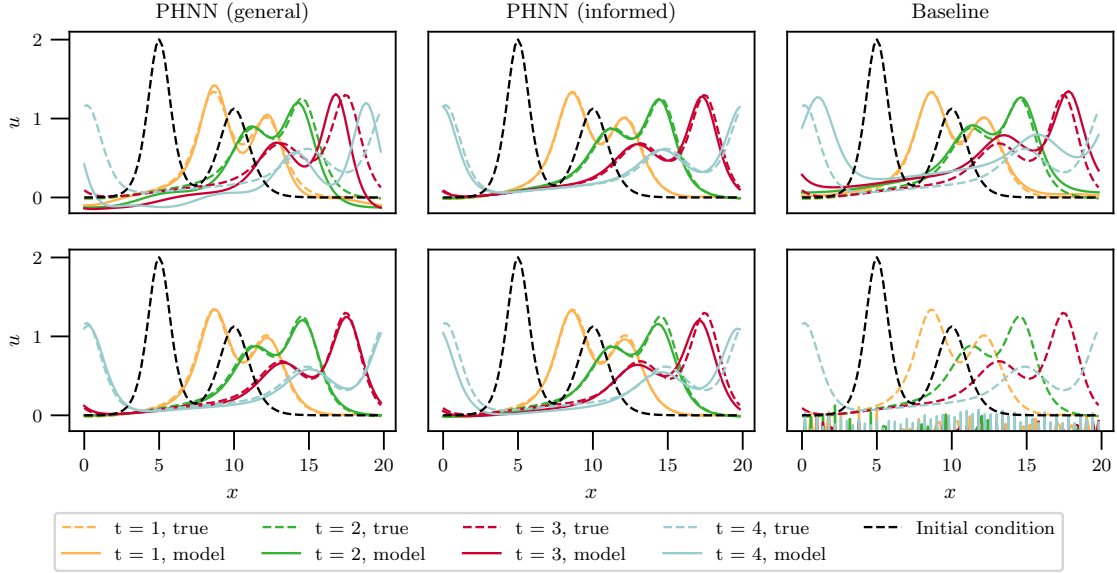 PHNN (general) PHNN (informed) Baseline
2
1
0
u
2
1
0
u
0 5 10 15 20 0 5 10 15 20 0 5 10 15 20
x x x
t = 1, true t = 2, true t = 3, true t = 4, true Initial condition
t = 1, model t = 2, model t = 3, model t = 4, model